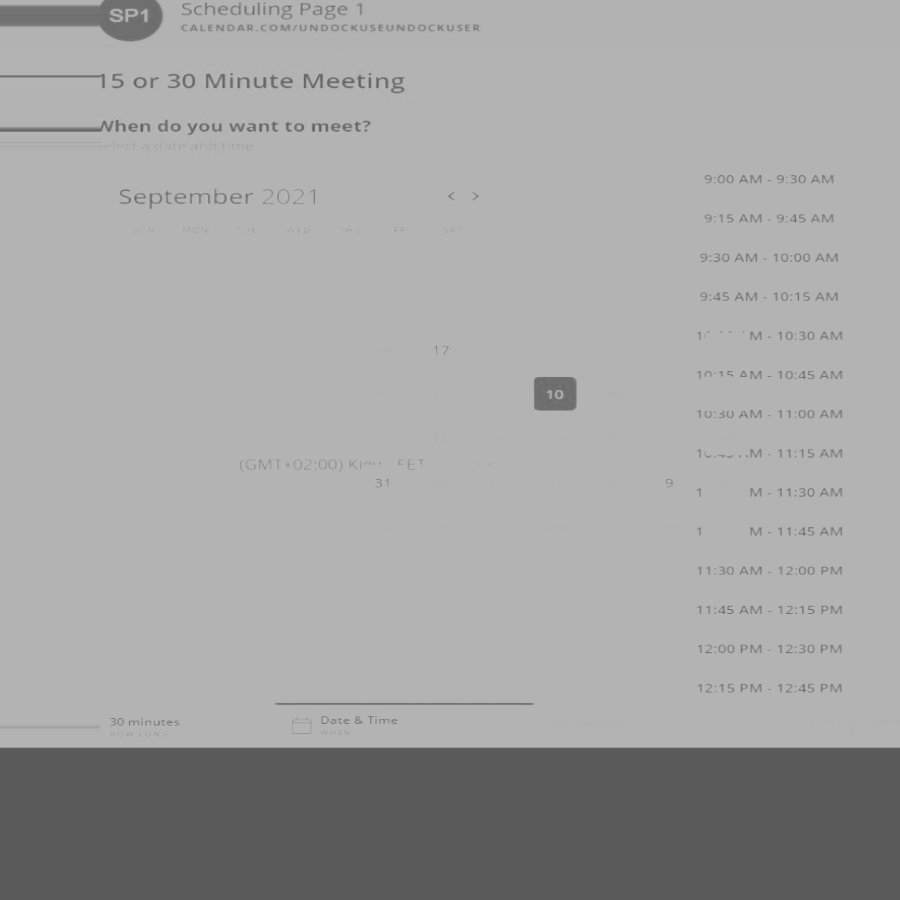 SP1
Scheduling Page 1
CALENDAR.COM/UNDOCKUSEUNDOCKUSER
15 or 30 Minute Meeting
When do you want to meet?
Select a date and time
September 2021 < >
SUN MON TUE WED THU FRI SAT
17
10
(GMT+02:00)
31 9
9:00 AM - 9:30 AM
9:15 AM - 9:45 AM
9:30 AM - 10:00 AM
9:45 AM - 10:15 AM
M - 10:30 AM
10:15 AM - 10:45 AM
10:30 AM - 11:00 AM
M - 11:15 AM
1 M - 11:30 AM
1 M - 11:45 AM
11:30 AM - 12:00 PM
11:45 AM - 12:15 PM
12:00 PM - 12:30 PM
12:15 PM - 12:45 PM
30 minutes
HOW LONG
Date & Time
WHEN